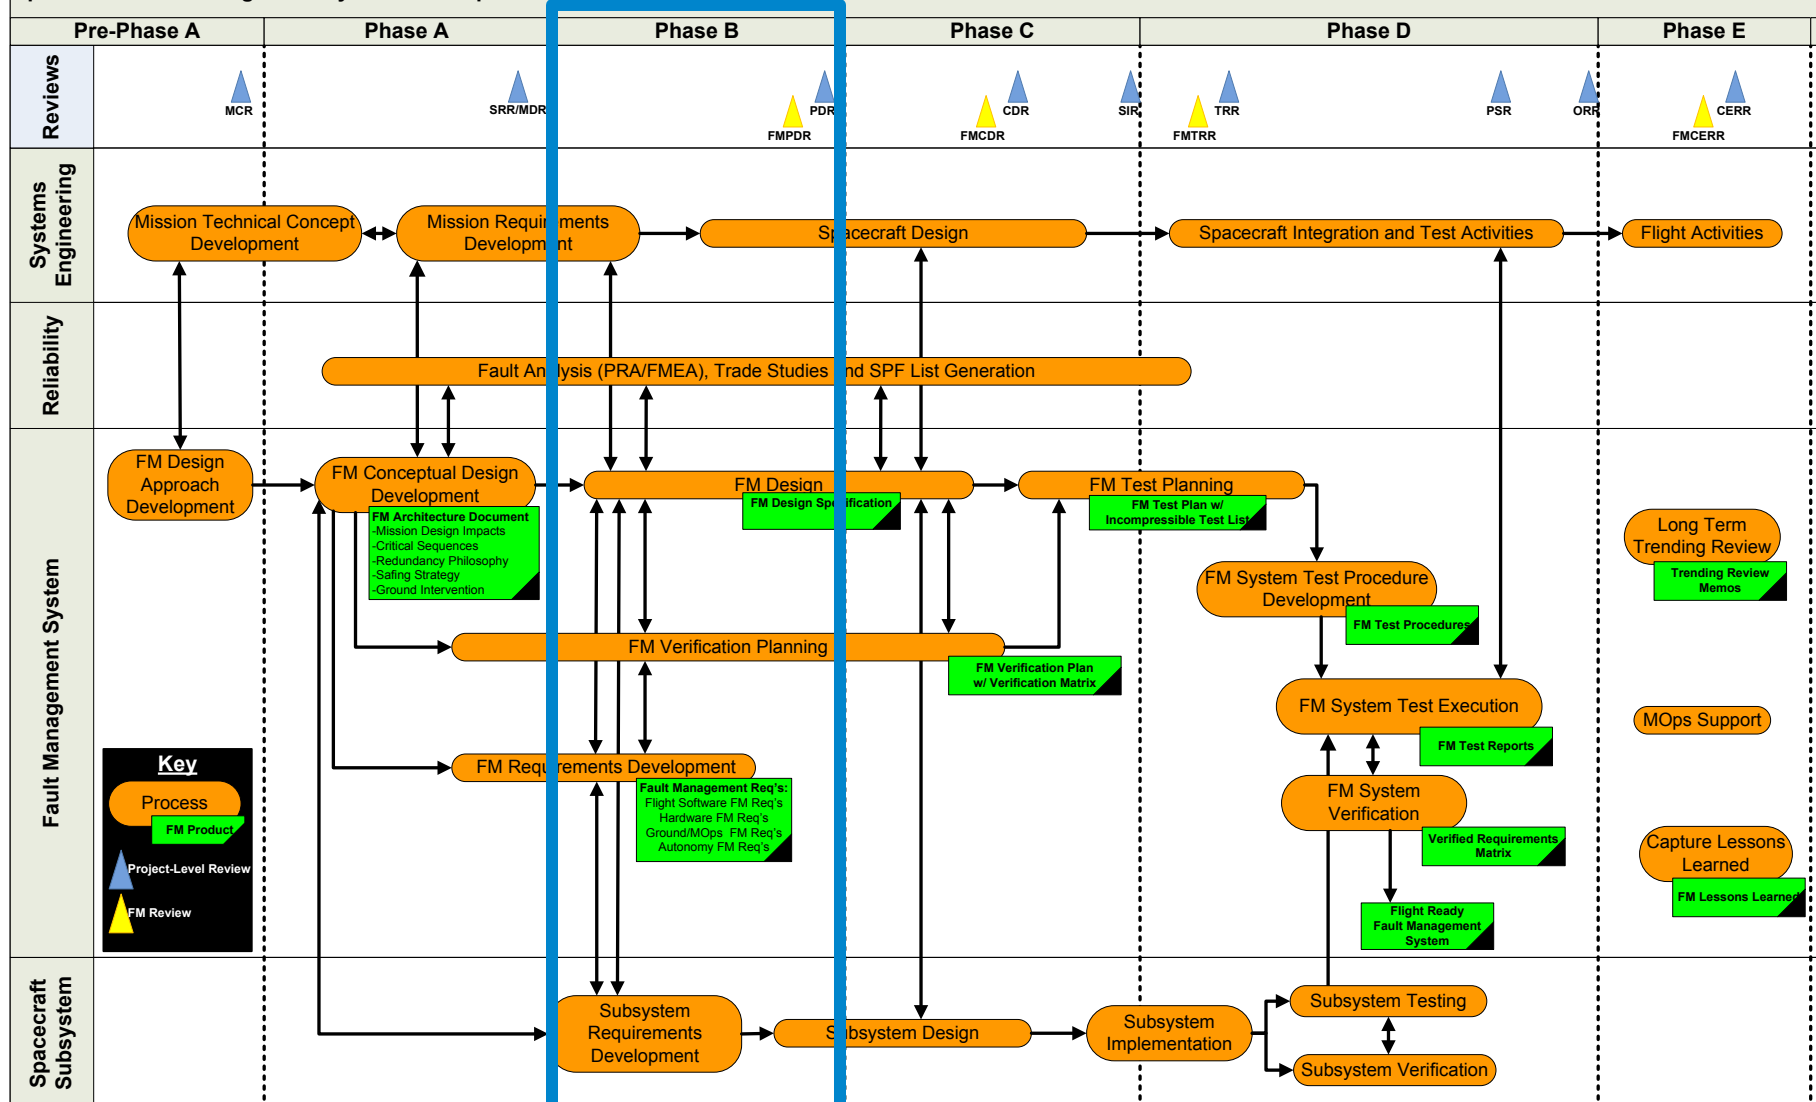 Pre-Phase A
Phase A
Phase B
Phase C
Phase D
Phase E
Reviews
MCR
SRR/MDR
FMPDR
PDR
FMCDR
CDR
SIR
FMTRR
TRR
PSR
ORR
FMCERR
CERR
Systems
Engineering
Mission Technical Concept
Development
Mission Requirements
Development
Spacecraft Design
Spacecraft Integration and Test Activities
Flight Activities
Reliability
Fault Analysis (PRA/FMEA), Trade Studies and SPF List Generation
Fault Management System
FM Design
Approach
Development
FM Conceptual Design
Development
FM Architecture Document
-Mission Design Impacts
-Critical Sequences
-Redundancy Philosophy
-Safing Strategy
-Ground Intervention
FM Design
FM Design Specification
FM Test Planning
FM Test Plan w/
Incompressible Test List
Long Term
Trending Review
Trending Review
Memos
FM System Test Procedure
Development
FM Test Procedures
FM Verification Planning
FM Verification Plan
w/ Verification Matrix
FM System Test Execution
FM Test Reports
MOps Support
FM Requirements Development
Fault Management Req's:
Flight Software FM Req's
Hardware FM Req's
Ground/MOps FM Req's
Autonomy FM Req's
FM System
Verification
Verified Requirements
Matrix
Capture Lessons
Learned
FM Lessons Learned
Flight Ready
Fault Management
System
Key
Process
FM Product
Project-Level Review
FM Review
Spacecraft
Subsystem
Subsystem
Requirements
Development
Subsystem Design
Subsystem
Implementation
Subsystem Testing
Subsystem Verification